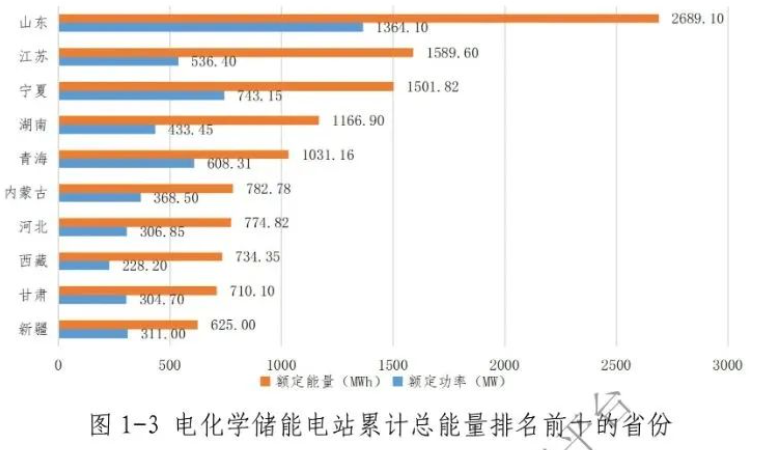 山东 2689.10
1364.10
江苏 1589.60
536.40
宁夏 1501.82
743.15
湖南 1166.90
433.45
青海 1031.16
608.31
内蒙古 782.78
368.50
河北 774.82
306.85
西藏 734.35
228.20
甘肃 710.10
304.70
新疆 625.00
311.00
0 500 1000 1500 2000 2500 3000
额定能量（MWh） 额定功率（MW）
图 1-3 电化学储能电站累计总能量排名前十的省份
平台